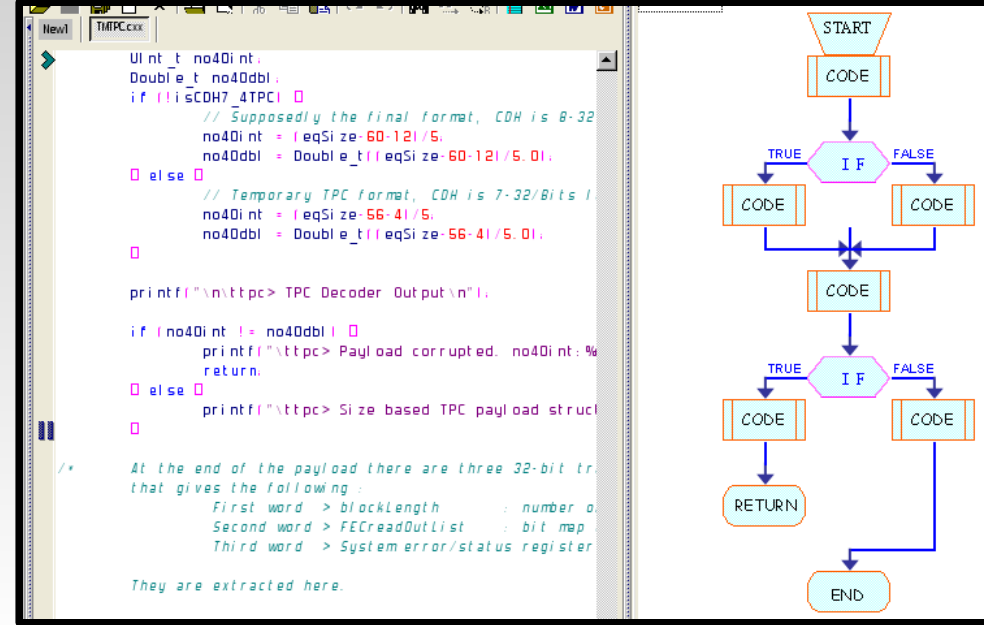 New1 TMTPC.cxx
UInt_t no40int;
Double_t no40dbl;
if (!isCDH7_4TPC) {
// Supposedly the final format, CDH is 8-32
no40int = (eqSize-60-12)/5;
no40dbl = Double_t((eqSize-60-12)/5.0);
} else {
// Temporary TPC format, CDH is 7-32/Bits
no40int = (eqSize-56-4)/5;
no40dbl = Double_t((eqSize-56-4)/5.0);
}
printf("\n\ttpc> TPC Decoder Output\n");
if (no40int != no40dbl) {
printf("\ttpc> Payload corrupted. no40int:%
return;
} else {
printf("\ttpc> Size based TPC payload struct
}
/* At the end of the payload there are three 32-bit tr
that gives the following :
First word > blockLength : number o
Second word > FECreadOutList : bit map
Third word > System error/status register
They are extracted here.
START
CODE
TRUE IF FALSE
CODE CODE
CODE
TRUE IF FALSE
CODE CODE
RETURN
END